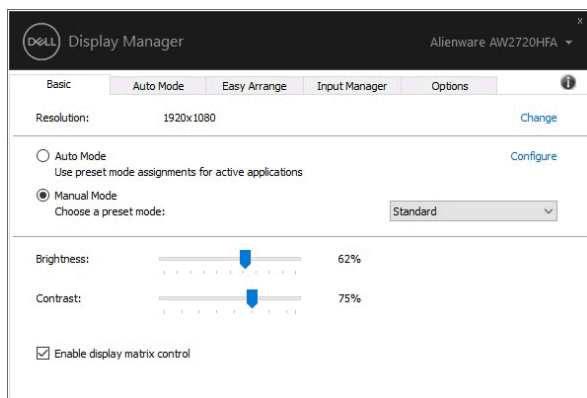 DELL Display Manager
Alienware AW2720HFA
x
Basic
Auto Mode
Easy Arrange
Input Manager
Options
i
Resolution: 1920x1080 Change
Auto Mode Configure
Use preset mode assignments for active applications
Manual Mode
Choose a preset mode: Standard
Brightness: 62%
Contrast: 75%
Enable display matrix control